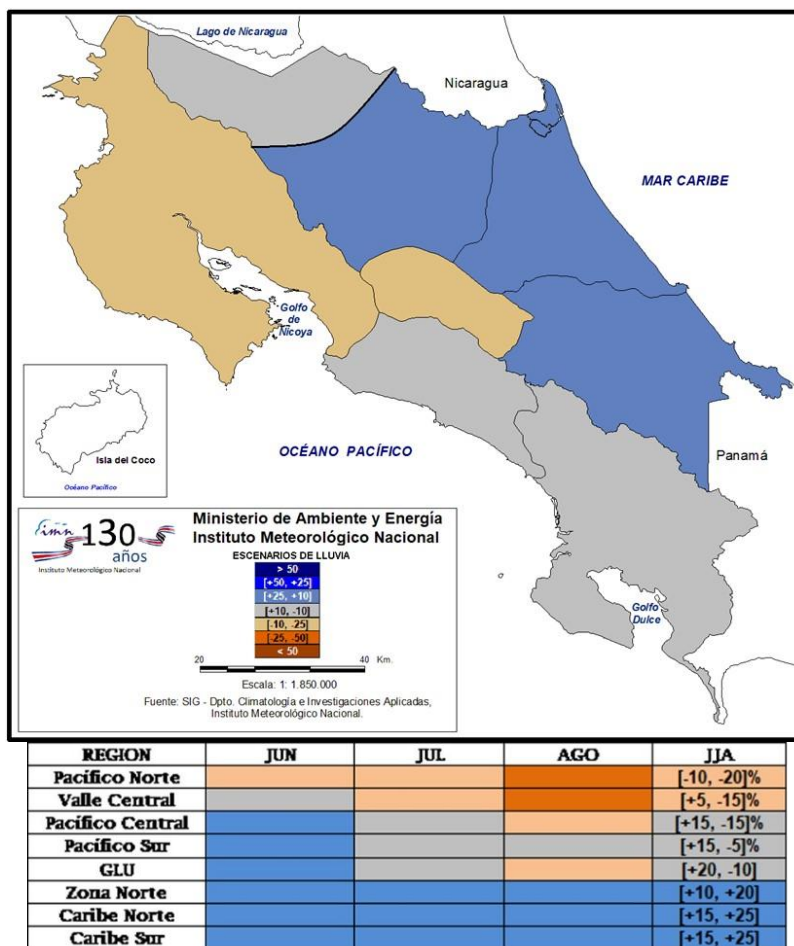 Lago de Nicaragua
Nicaragua
MAR CARIBE
Golfo
de
Nicoya
Isla del Coco
Océano Pacífico
OCÉANO PACÍFICO
Panamá
Golfo
Dulce
imn 130
años
Instituto Meteorológico Nacional
Ministerio de Ambiente y Energía
Instituto Meteorológico Nacional
ESCENARIOS DE LLUVIA
> 50
[+50, +25]
[+25, +10]
[+10, -10]
[-10, -25]
[-25, -50]
< 50
20 40 Km.
Escala: 1: 1.850.000
Fuente: SIG - Dpto. Climatología e Investigaciones Aplicadas,
Instituto Meteorológico Nacional.
REGION JUN JUL AGO JJA
Pacífico Norte [-10, -20]%
Valle Central [+5, -15]%
Pacífico Central [+15, -15]%
Pacífico Sur [+15, -5]%
GLU [+20, -10]
Zona Norte [+10, +20]
Caribe Norte [+15, +25]
Caribe Sur [+15, +25]